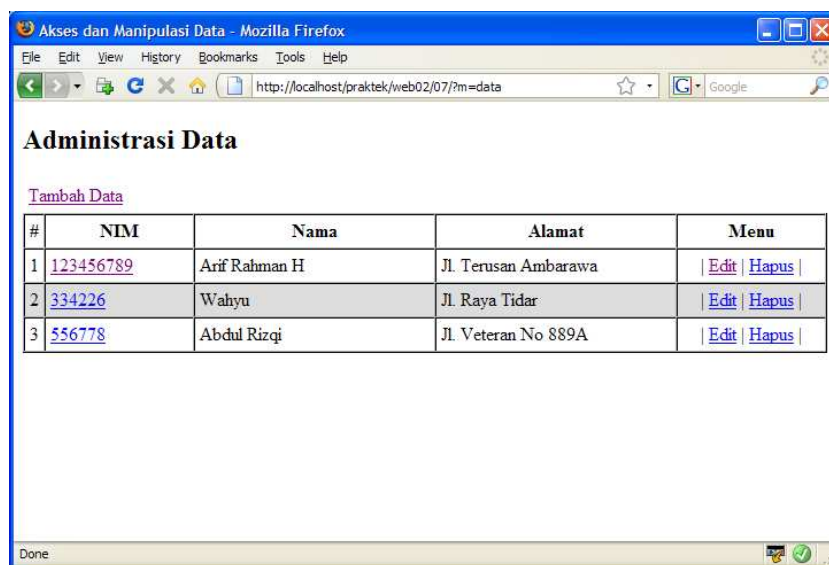 Akses dan Manipulasi Data - Mozilla Firefox
File Edit View History Bookmarks Tools Help
http://localhost/praktek/web02/07/?m=data G Google
Administrasi Data
Tambah Data
# NIM Nama Alamat Menu
1 123456789 Arif Rahman H Jl. Terusan Ambarawa | Edit | Hapus |
2 334226 Wahyu Jl. Raya Tidar | Edit | Hapus |
3 556778 Abdul Rizqi Jl. Veteran No 889A | Edit | Hapus |
Done